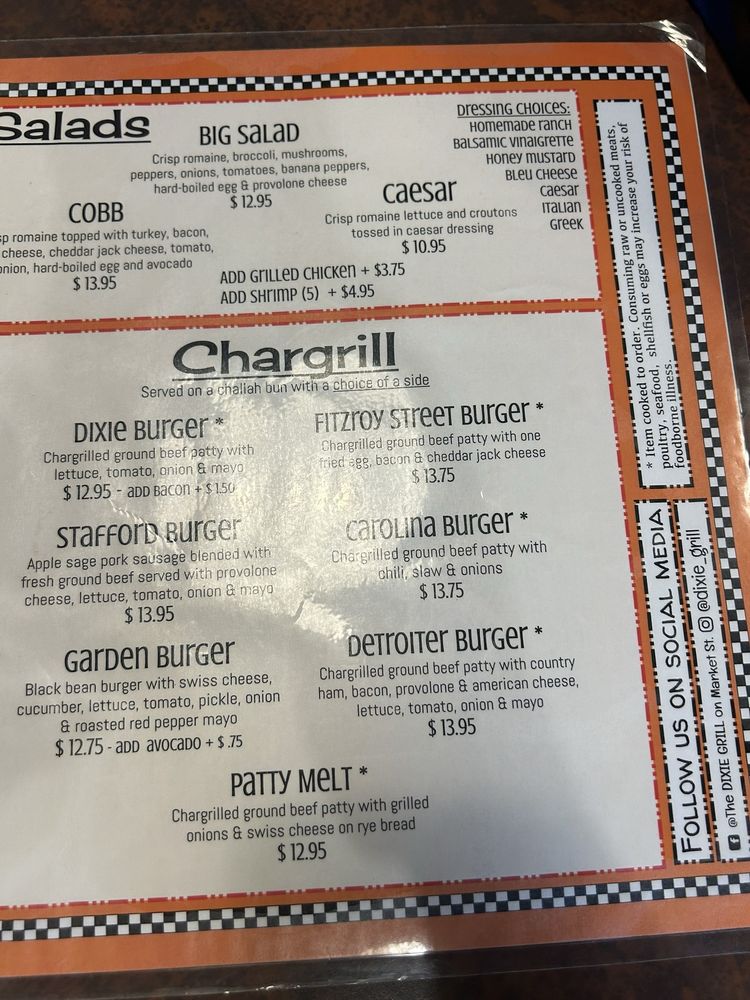 Salads
BIG SALAD
Crisp romaine, broccoli, mushrooms,
peppers, onions, tomatoes, banana peppers,
hard-boiled egg & provolone cheese
$ 12.95
DRESSING CHOICES:
HOMEMADE RANCH
BALSAMIC VINAIGRETTE
HONEY MUSTARD
BLEU CHEESE
CAESAR
ITALIAN
GREEK
COBB
romaine topped with turkey, bacon,
cheese, cheddar jack cheese, tomato,
hard-boiled egg and avocado
$ 13.95
CAESAR
Crisp romaine lettuce and croutons
tossed in caesar dressing
$ 10.95
ADD GRILLED CHICKEN + $3.75
ADD SHRIMP (5) + $4.95
Chargrill
Served on a challah bun with a choice of a side
DIXIE BURGER *
Chargrilled ground beef patty with
lettuce, tomato, onion & mayo
$ 12.95 - ADD BACON + $1.50
FITZROY STREET BURGER *
Chargrilled ground beef patty with one
fried egg, bacon & cheddar jack cheese
$ 13.75
STAFFORD BURGER
Apple sage pork sausage blended with
fresh ground beef served with provolone
cheese, lettuce, tomato, onion & mayo
$ 13.95
CAROLINA BURGER *
Chargrilled ground beef patty with
chili, slaw & onions
$ 13.75
GARDEN BURGER
Black bean burger with swiss cheese,
cucumber, lettuce, tomato, pickle, onion
& roasted red pepper mayo
$ 12.75 - ADD AVOCADO + $ .75
DETROITER BURGER *
Chargrilled ground beef patty with country
ham, bacon, provolone & american cheese,
lettuce, tomato, onion & mayo
$ 13.95
PATTY MELT *
Chargrilled ground beef patty with grilled
onions & swiss cheese on rye bread
$ 12.95
* Item cooked to order. Consuming raw or uncooked meats,
poultry, seafood, shellfish or eggs may increase your risk of
foodborne illness.
FOLLOW US ON SOCIAL MEDIA
@The DIXIE GRILL on Market St. @dixie_grill